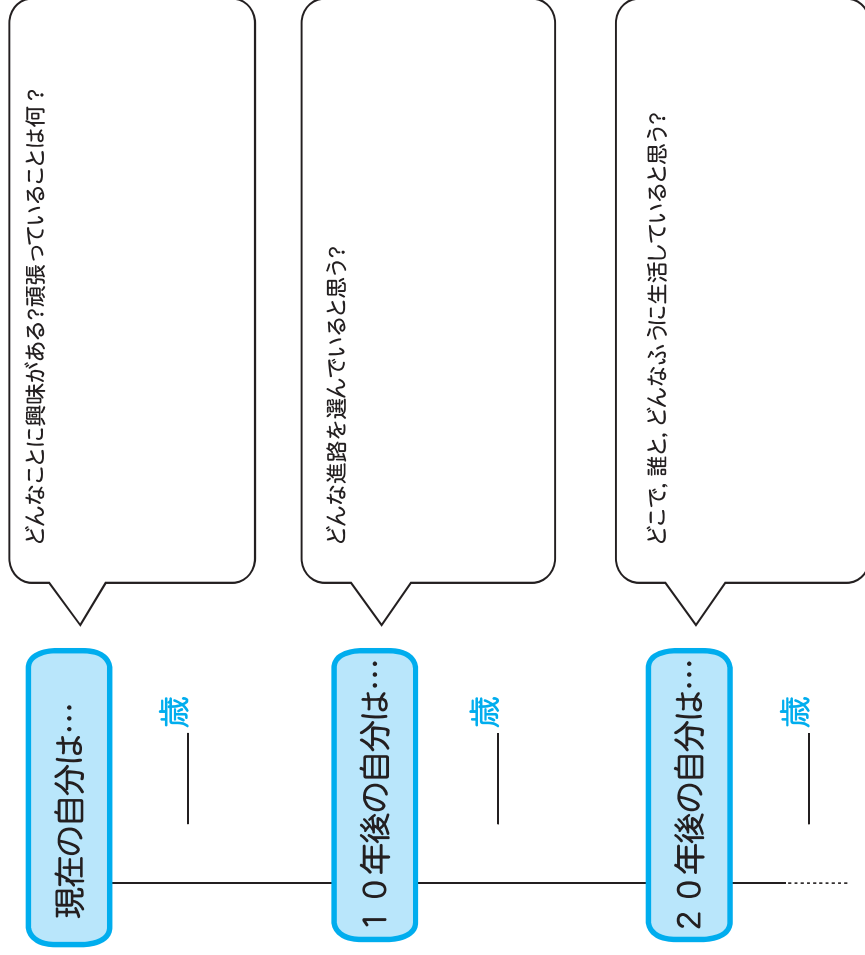 現在の自分は…
歳
どんなことに興味がある?頑張っていることは何?
10年後の自分は…
歳
どんな進路を選んでいると思う?
20年後の自分は…
歳
どこで,誰と,どんなふうに生活していると思う?